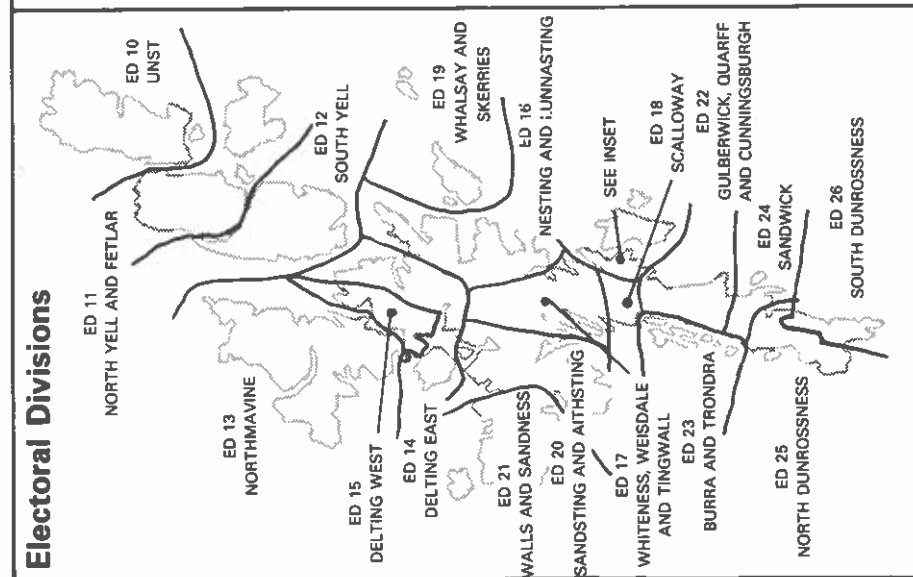 Electoral Divisions
ED 10
UNST
ED 11
NORTH YELL AND FETLAR
ED 12
SOUTH YELL
ED 13
NORTHMAVINE
ED 15
DELTING WEST
ED 14
DELTING EAST
ED 19
WHALSAY AND
SKERRIES
ED 16
NESTING AND LUNNASTING
ED 21
WALLS AND SANDNESS
ED 20
SANDSTING AND AITHSTING
ED 17
WHITENESS, WEISDALE
AND TINGWALL
SEE INSET
ED 18
SCALLOWAY
ED 22
GULBERWICK, QUARFF
AND CUNNINGSBURGH
ED 23
BURRA AND TRONDRA
ED 24
SANDWICK
ED 25
NORTH DUNROSSNESS
ED 26
SOUTH DUNROSSNESS